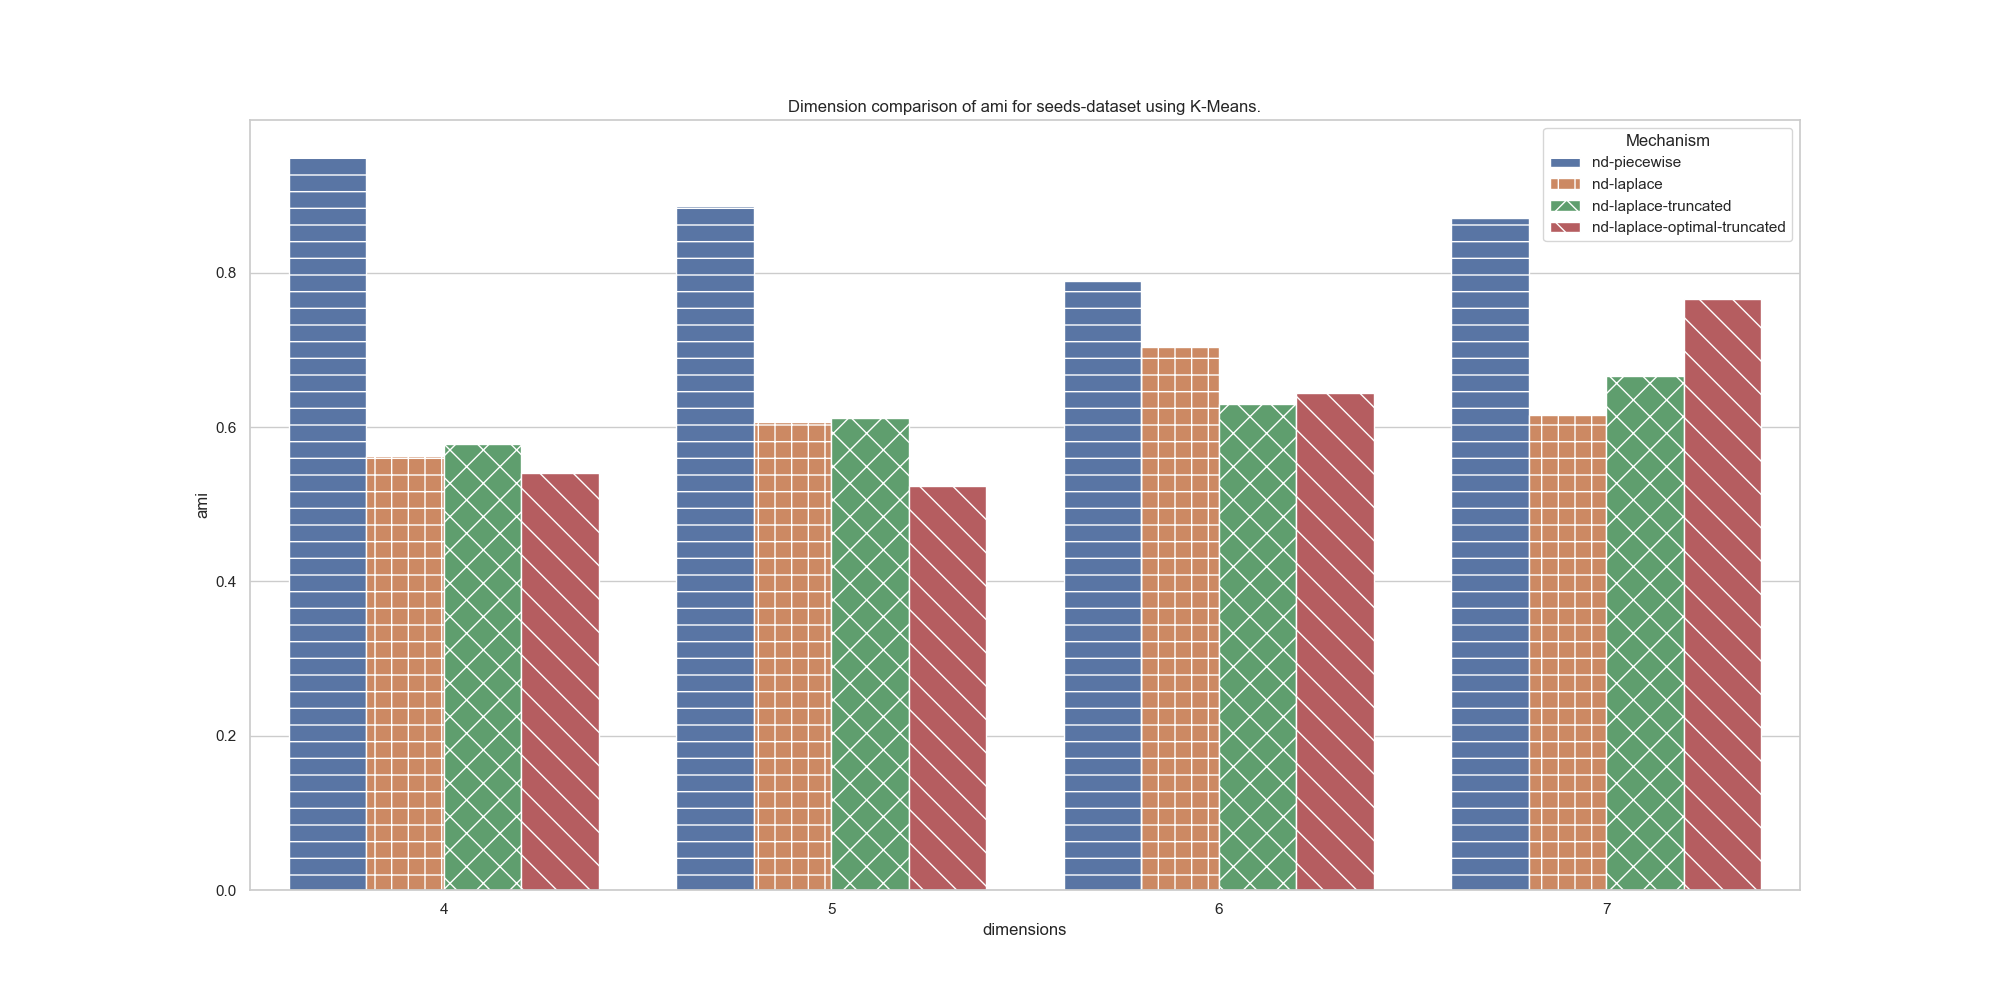 Dimension comparison of ami for seeds-dataset using K-Means.
Mechanism
nd-piecewise
nd-laplace
nd-laplace-truncated
nd-laplace-optimal-truncated
0.8
0.6
0.4
0.2
0.0
ami
4 5 6 7
dimensions